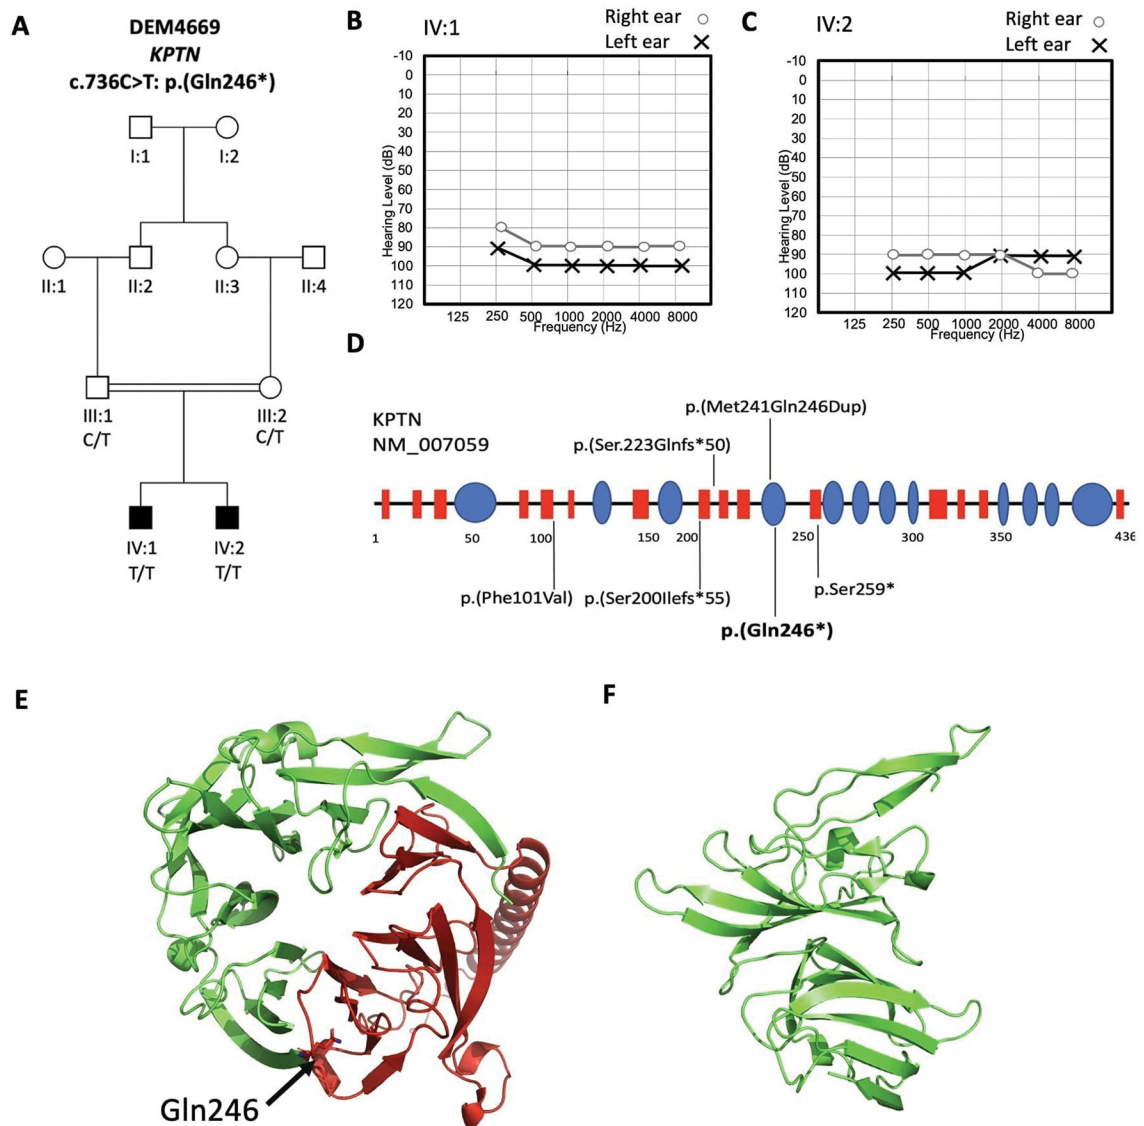 A
DEM4669
KPTN
c.736C>T: p.(Gln246*)
I:1
I:2
II:1
II:2
II:3
II:4
III:1
C/T
III:2
C/T
IV:1
T/T
IV:2
T/T
B
IV:1
Right ear
Left ear
Hearing Level (dB)
-10
0
10
20
30
40
50
60
70
80
90
100
110
120
125 250 500 1000 2000 4000 8000
Frequency (Hz)
C
IV:2
Right ear
Left ear
Hearing Level (dB)
-10
0
10
20
30
40
50
60
70
80
90
100
110
120
125 250 500 1000 2000 4000 8000
Frequency (Hz)
D
KPTN
NM_007059
p.(Met241Gln246Dup)
p.(Ser.223Glnfs*50)
1 50 100 150 200 250 300 350 436
p.(Phe101Val)
p.(Ser200Ilefs*55)
p.Ser259*
p.(Gln246*)
E
Gln246
F